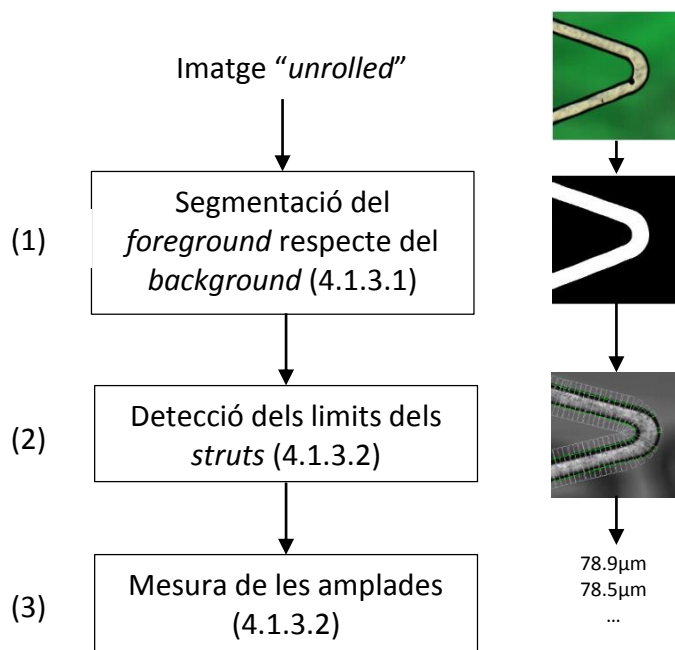 Imatge “unrolled”
(1)
Segmentació del
foreground respecte del
background (4.1.3.1)
(2)
Detecció dels limits dels
struts (4.1.3.2)
(3)
Mesura de les amplades
(4.1.3.2)
78.9µm
78.5µm
…